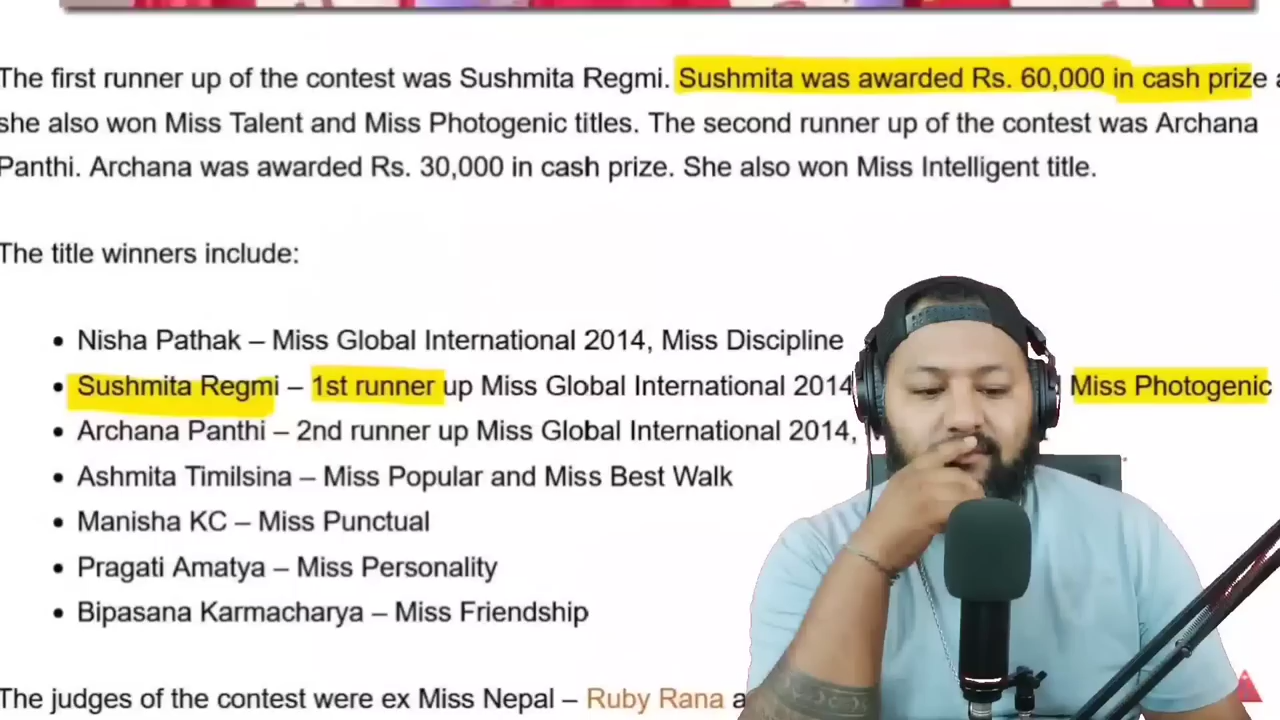 The first runner up of the contest was Sushmita Regmi. Sushmita was awarded Rs. 60,000 in cash prize
she also won Miss Talent and Miss Photogenic titles. The second runner up of the contest was Archana
Panthi. Archana was awarded Rs. 30,000 in cash prize. She also won Miss Intelligent title.
The title winners include:
• Nisha Pathak – Miss Global International 2014, Miss Discipline
• Sushmita Regmi – 1st runner up Miss Global International 2014 Miss Photogenic
• Archana Panthi – 2nd runner up Miss Global International 2014,
• Ashmita Timilsina – Miss Popular and Miss Best Walk
• Manisha KC – Miss Punctual
• Pragati Amatya – Miss Personality
• Bipasana Karmacharya – Miss Friendship
The judges of the contest were ex Miss Nepal – Ruby Rana